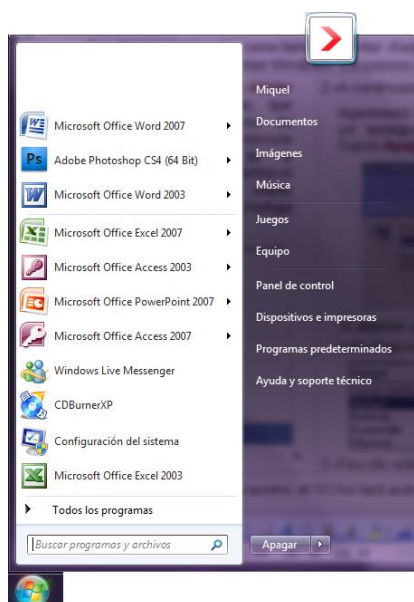 Microsoft Office Word 2007
Adobe Photoshop CS4 (64 Bit)
Microsoft Office Word 2003
Microsoft Office Excel 2007
Microsoft Office Access 2003
Microsoft Office PowerPoint 2007
Microsoft Office Access 2007
Windows Live Messenger
CDBurnerXP
Configuración del sistema
Microsoft Office Excel 2003
Todos los programas
Buscar programas y archivos
Miquel
Documentos
Imágenes
Música
Juegos
Equipo
Panel de control
Dispositivos e impresoras
Programas predeterminados
Ayuda y soporte técnico
Apagar